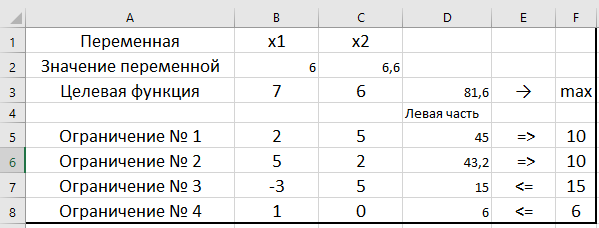 A B C D E F
1 Переменная x1 x2
2 Значение переменной 6 6,6
3 Целевая функция 7 6 81,6 → max
4 Левая часть
5 Ограничение № 1 2 5 45 => 10
6 Ограничение № 2 5 2 43,2 => 10
7 Ограничение № 3 -3 5 15 <= 15
8 Ограничение № 4 1 0 6 <= 6